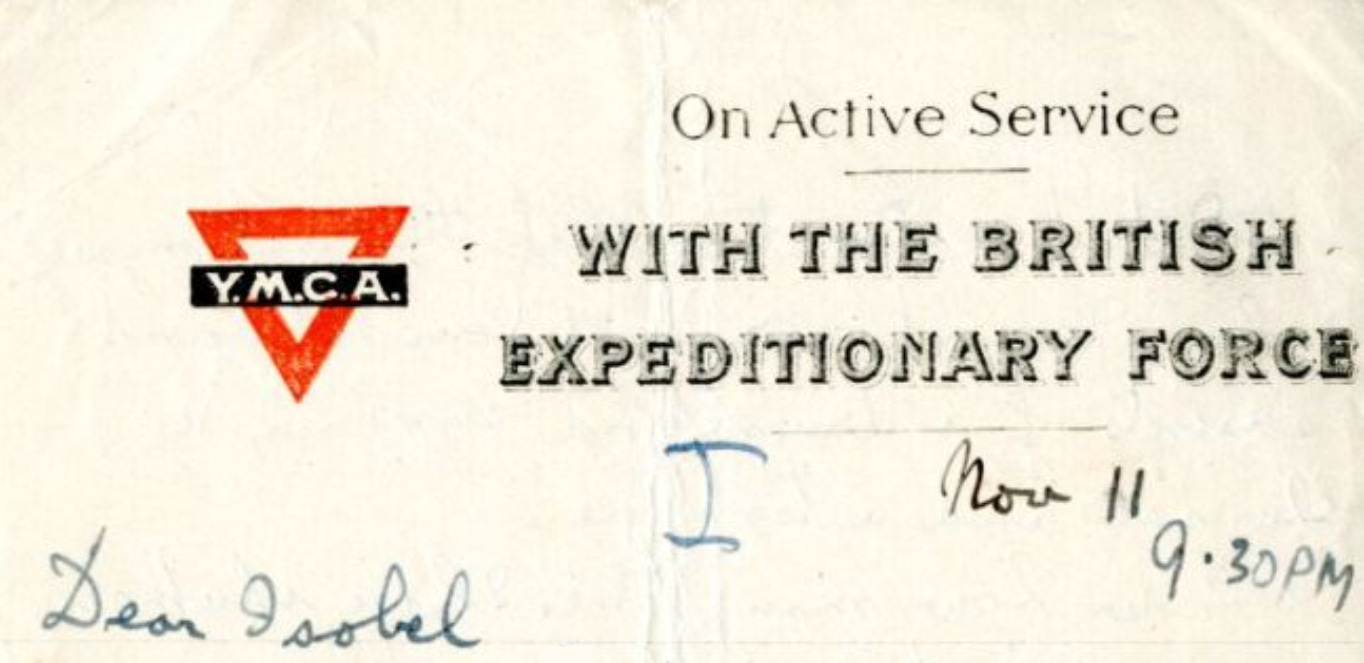 On Active Service
Y.M.C.A.
WITH THE BRITISH
EXPEDITIONARY FORCE
I
Nov 11
9.30PM
Dear Isobel